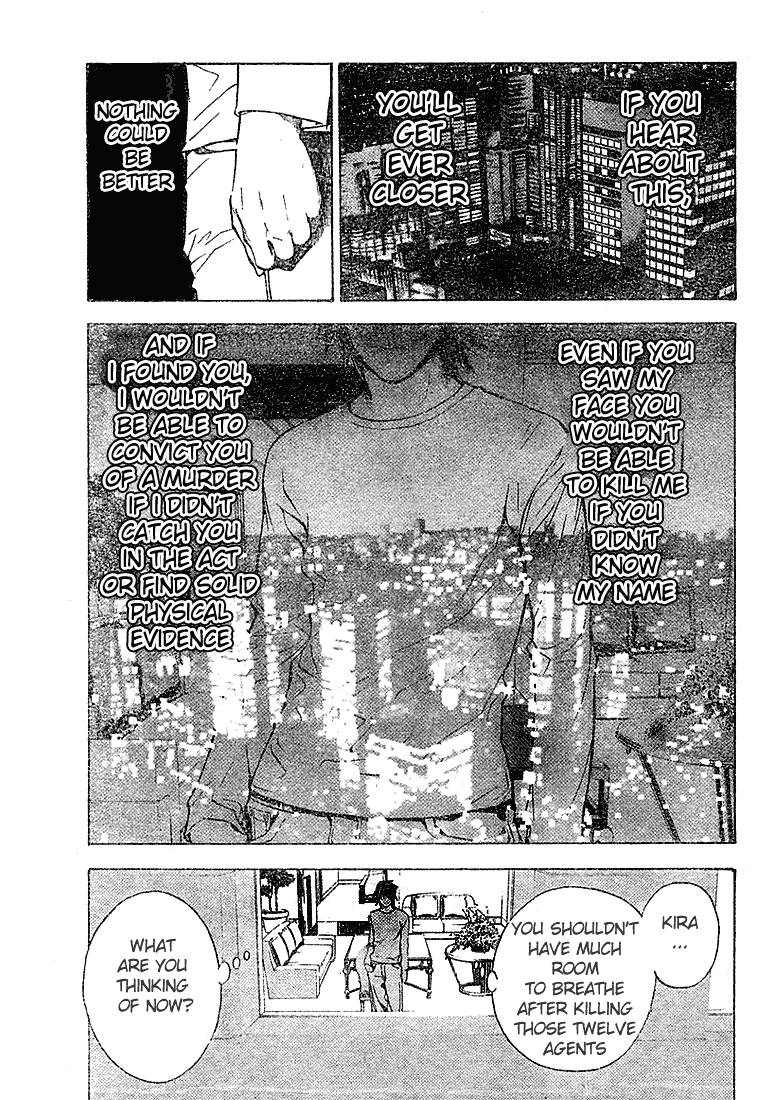 IF YOU
HEAR
ABOUT
THIS,
YOU'LL
GET
EVER
CLOSER
NOTHING
COULD
BE
BETTER
EVEN IF YOU
SAW MY
FACE YOU
WOULDN'T
BE ABLE
TO KILL ME
IF YOU
DIDN'T
KNOW
MY NAME
AND IF
I FOUND YOU,
I WOULDN'T
BE ABLE TO
CONVICT YOU
OF A MURDER
IF I DIDN'T
CATCH YOU
IN THE ACT
OR FIND SOLID
PHYSICAL
EVIDENCE
KIRA
...
YOU SHOULDN'T
HAVE MUCH
ROOM
TO BREATHE
AFTER KILLING
THOSE TWELVE
AGENTS
WHAT
ARE YOU
THINKING
OF NOW?